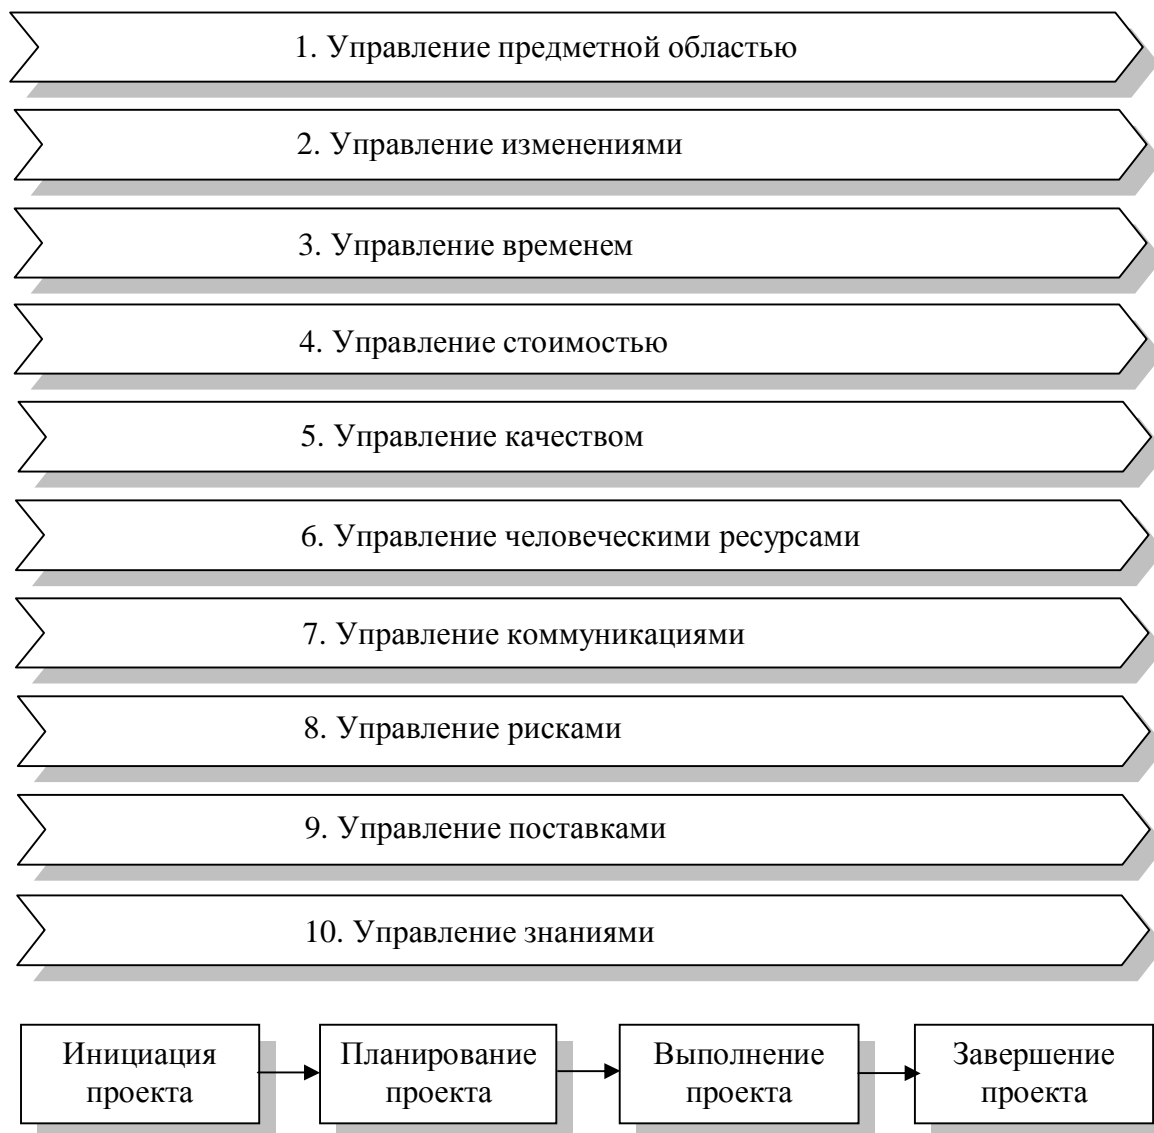 1. Управление предметной областью
2. Управление изменениями
3. Управление временем
4. Управление стоимостью
5. Управление качеством
6. Управление человеческими ресурсами
7. Управление коммуникациями
8. Управление рисками
9. Управление поставками
10. Управление знаниями
Инициация
проекта
Планирование
проекта
Выполнение
проекта
Завершение
проекта